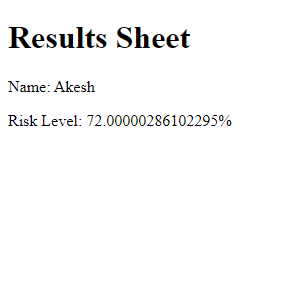 Results Sheet
Name: Akesh
Risk Level: 72.00000286102295%